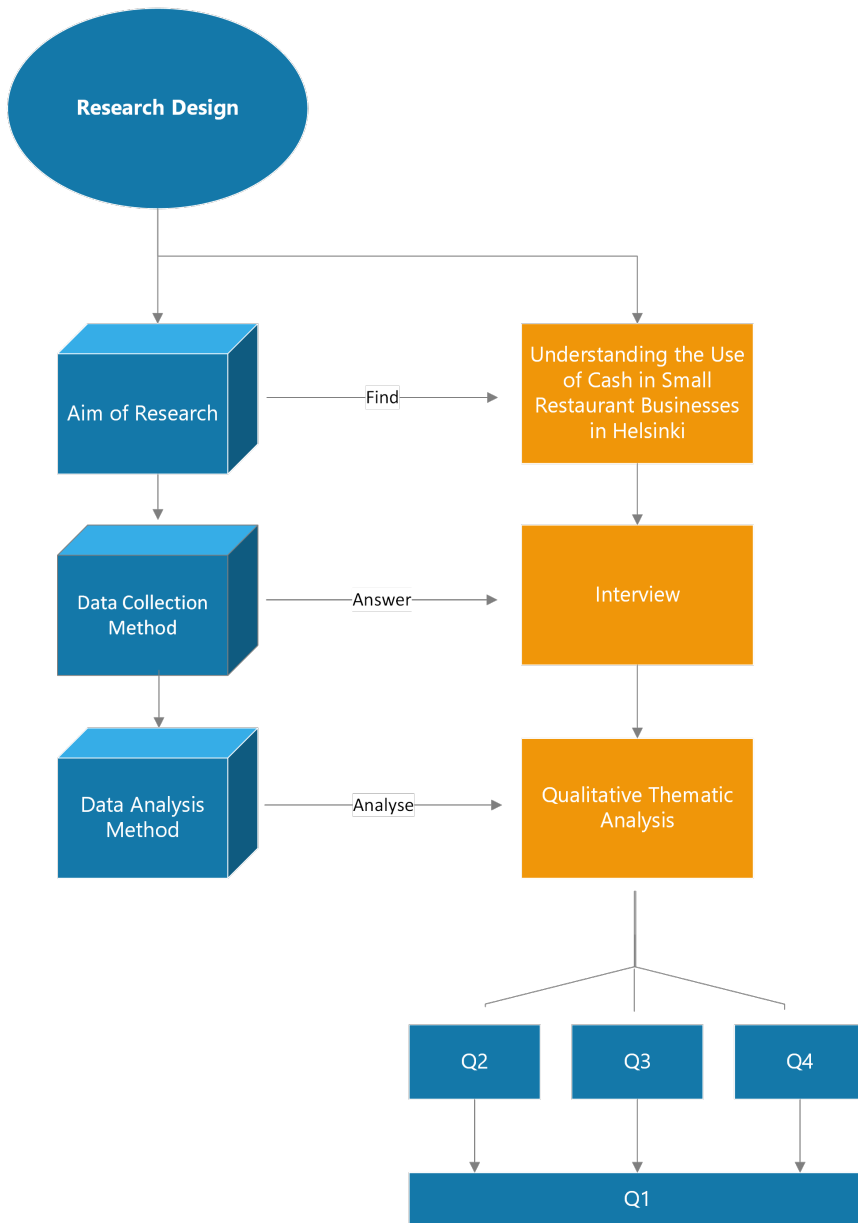 Research Design
Aim of Research
Find
Understanding the Use
of Cash in Small
Restaurant Businesses
in Helsinki
Data Collection
Method
Answer
Interview
Data Analysis
Method
Analyse
Qualitative Thematic
Analysis
Q2
Q3
Q4
Q1